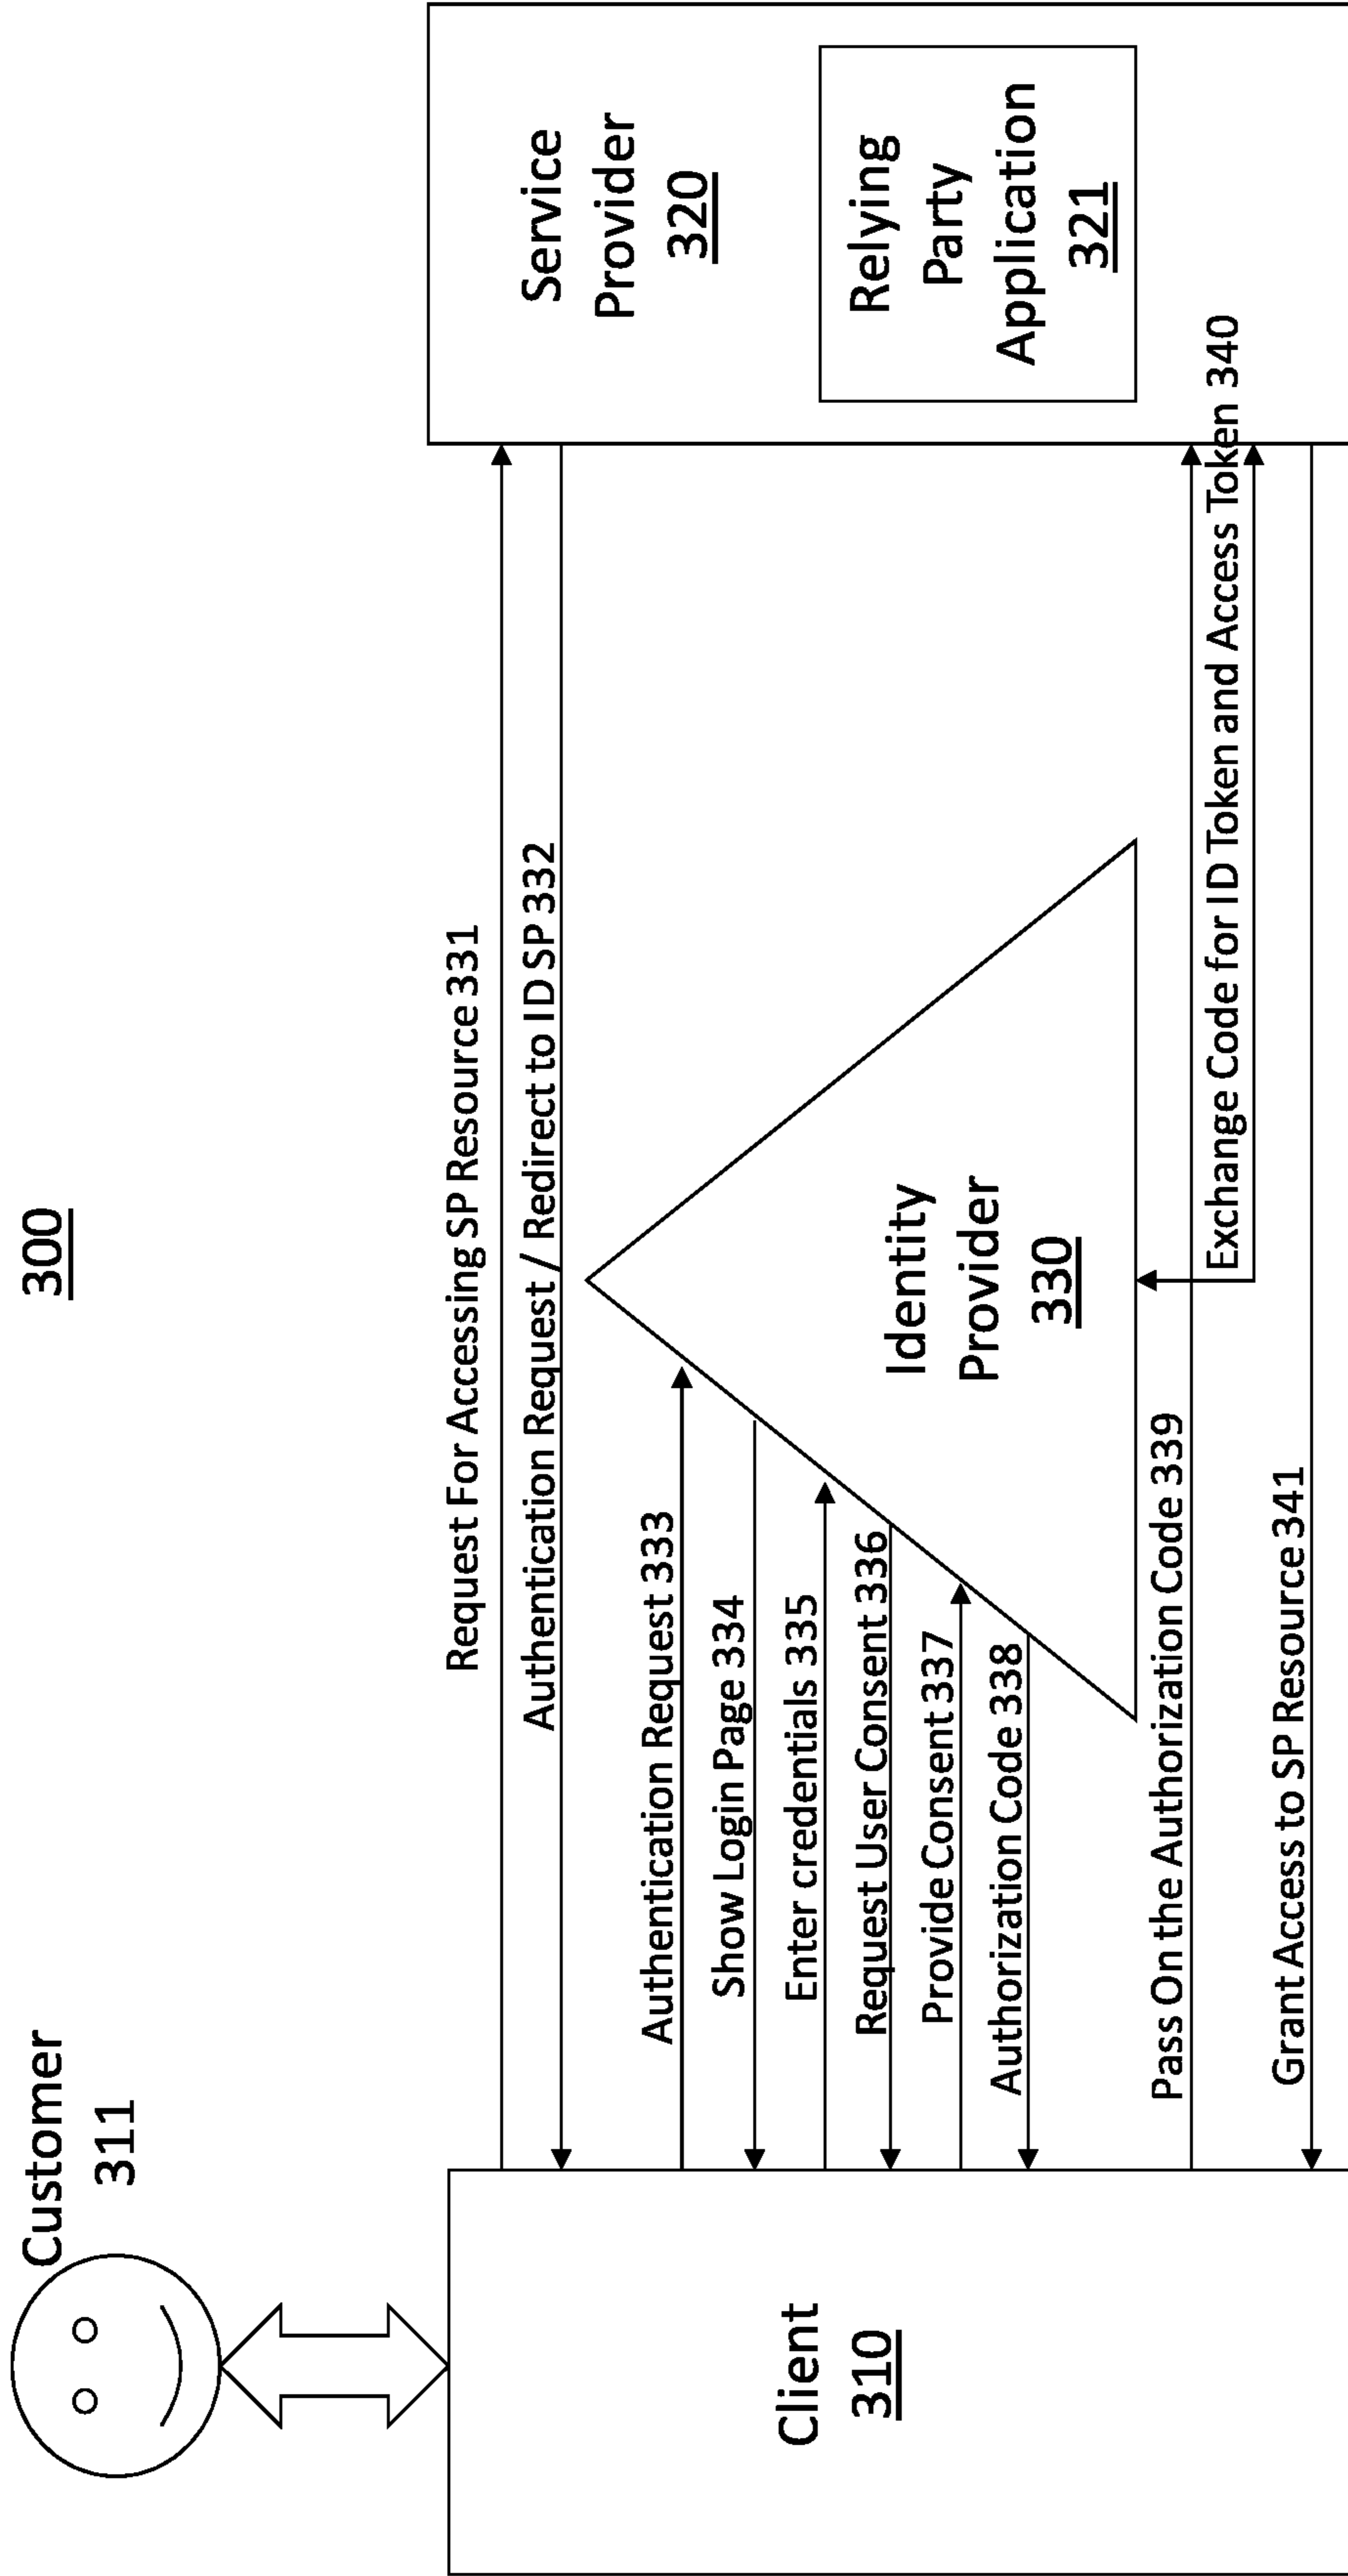 300
Customer
311
Client
310
Request For Accessing SP Resource 331
Authentication Request / Redirect to ID SP 332
Authentication Request 333
Show Login Page 334
Enter credentials 335
Request User Consent 336
Provide Consent 337
Authorization Code 338
Identity
Provider
330
Pass On the Authorization Code 339
Exchange Code for ID Token and Access Token 340
Grant Access to SP Resource 341
Service
Provider
320
Relying
Party
Application
321